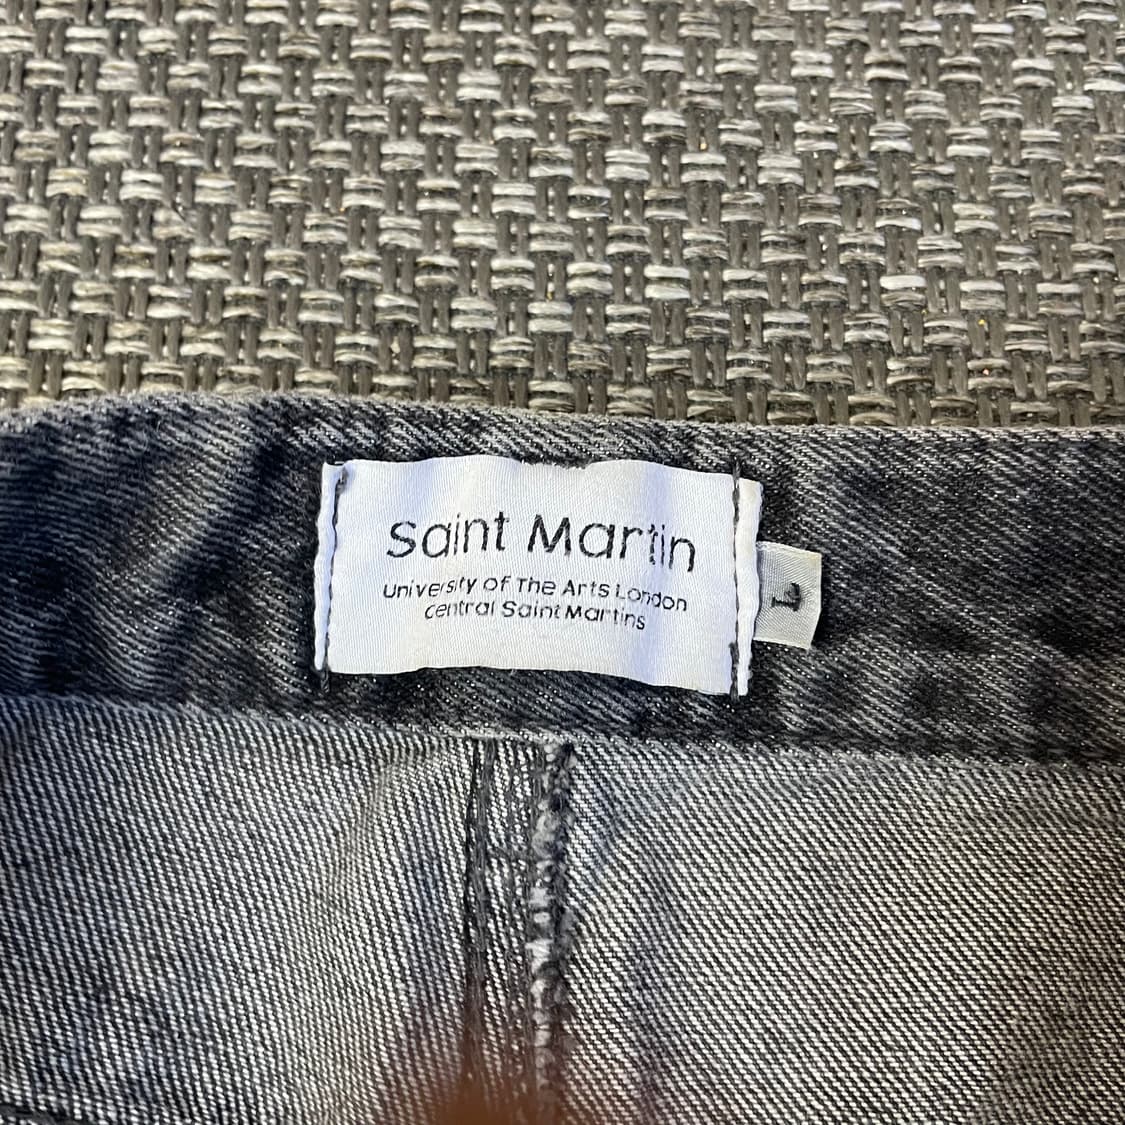 Saint Martin
University of The Arts London
Central Saint Martins
L